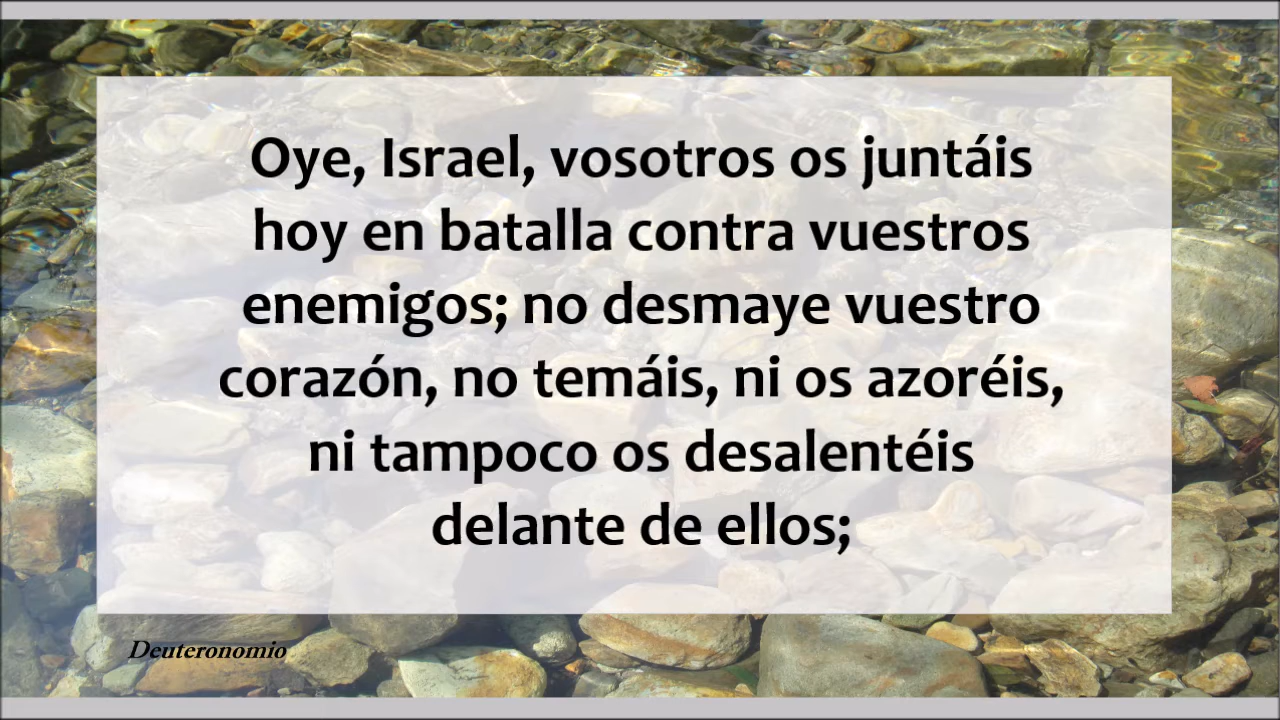 Oye, Israel, vosotros os juntáis
hoy en batalla contra vuestros
enemigos; no desmaye vuestro
corazón, no temáis, ni os azoréis,
ni tampoco os desalentéis
delante de ellos;
Deuteronomio